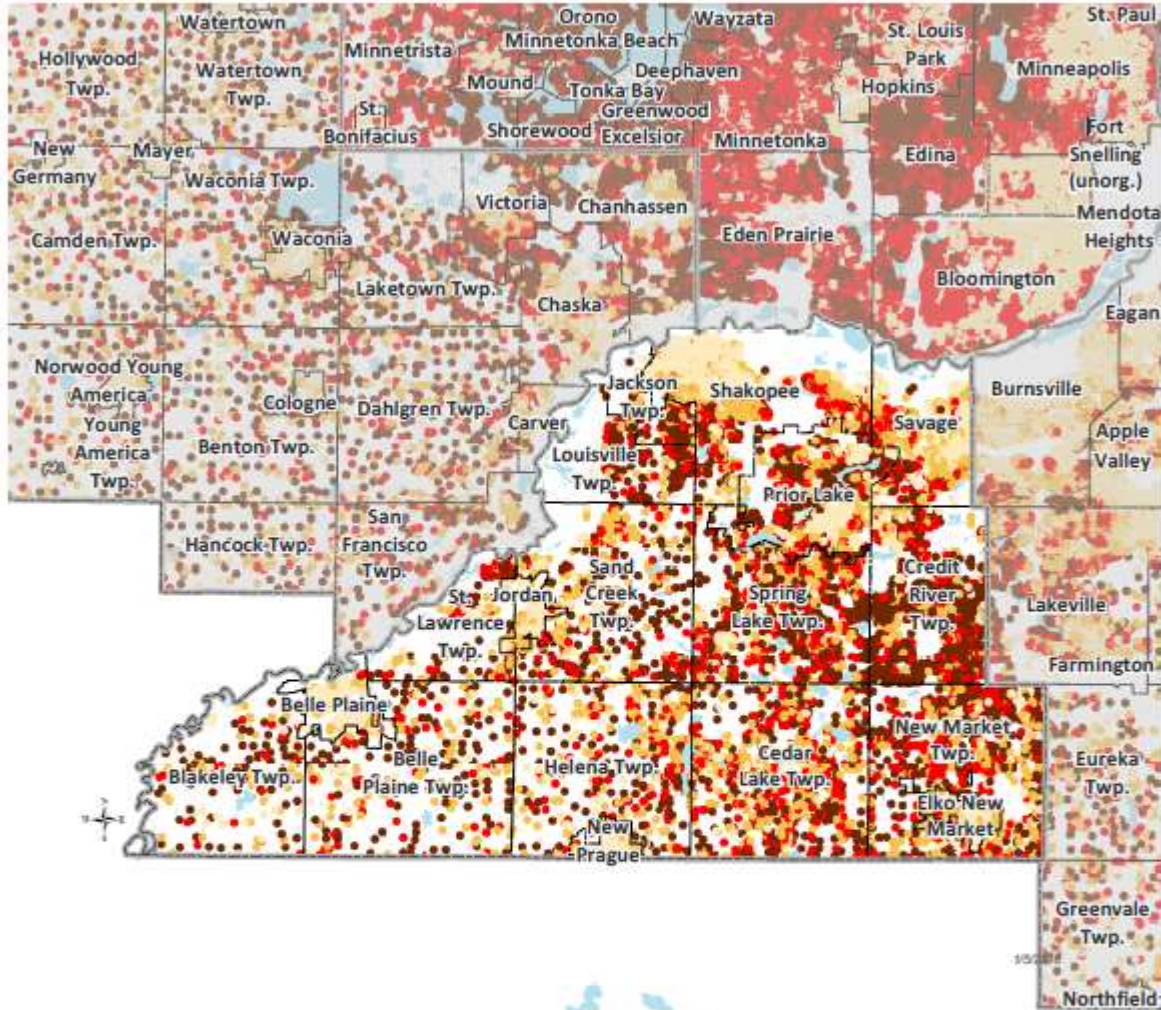 Watertown
Orono
Wayzata
St. Paul
Minnetonka Beach
St. Louis
Park
Hollywood
Twp.
Watertown
Twp.
Minnetrista
Mound
Deephaven
Tonka Bay
Hopkins
Minneapolis
St.
Bonifacius
Greenwood
Shorewood
Excelsior
Minnetonka
Edina
Fort
Snelling
(unorg.)
New
Germany
Mayer
Waconia Twp.
Victoria
Chanhassen
Mendota
Heights
Camden Twp.
Waconia
Eden Prairie
Laketown Twp.
Chaska
Bloomington
Eagan
Norwood Young
America
Young
America
Twp.
Cologne
Dahlgren Twp.
Carver
Jackson
Twp.
Shakopee
Savage
Burnsville
Benton Twp.
Louisville
Twp.
Prior Lake
Apple
Valley
Hancock Twp.
San
Francisco
Twp.
St.
Lawrence
Twp.
Jordan
Sand
Creek
Twp.
Spring
Lake Twp.
Credit
River
Twp.
Lakeville
Farmington
Belle Plaine
Blakeley Twp.
Belle
Plaine Twp.
Helena Twp.
Cedar
Lake Twp.
New Market
Twp.
Eureka
Twp.
New
Prague
Elko New
Market
Greenvale
Twp.
Northfield